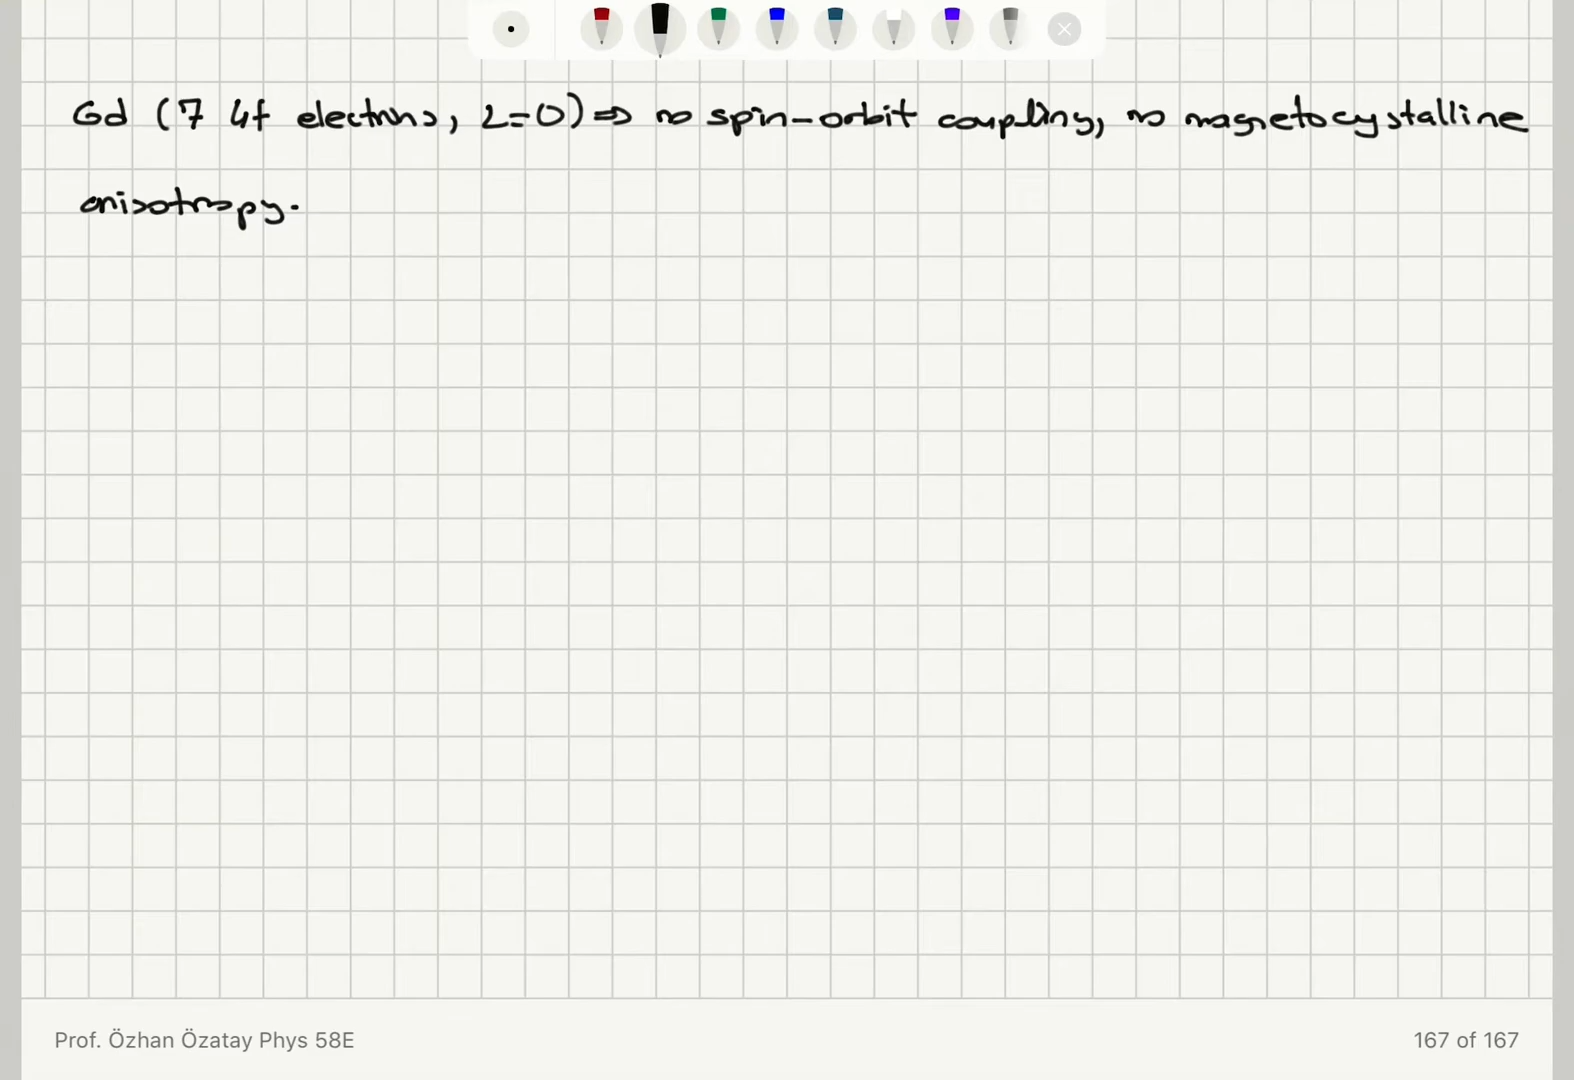 Gd (7 4f electrons, L=0) ⇒ no spin-orbit coupling, no magnetocrystalline
anisotropy.
Prof. Özhan Özatay Phys 58E
167 of 167